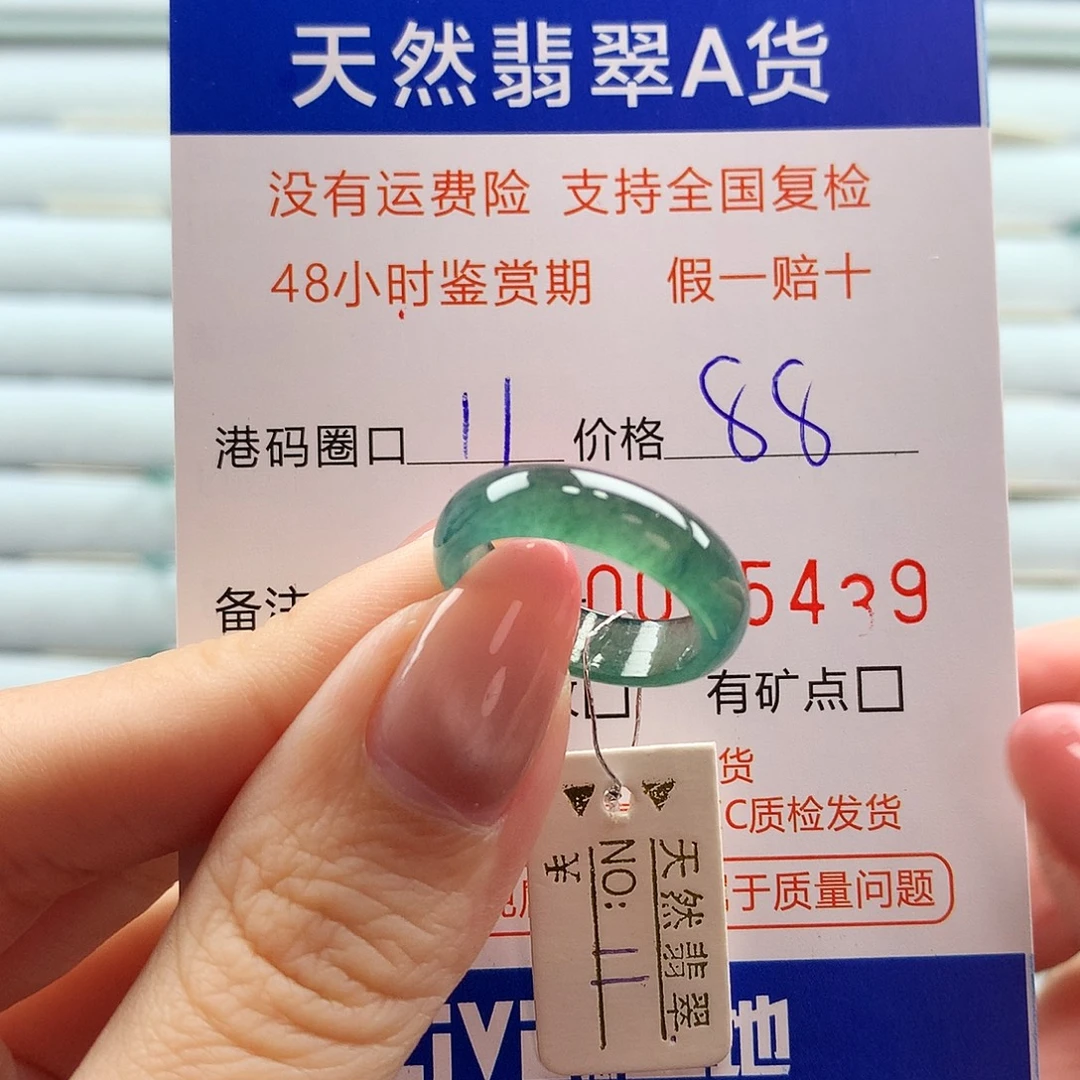 天然翡翠A货
没有运费险 支持全国复检
48小时鉴赏期 假一赔十
港码圈口 11 价格 88
备注 00 5439
□ 有矿点□
货
C质检发货
于质量问题
天然翡翠
NO: 11